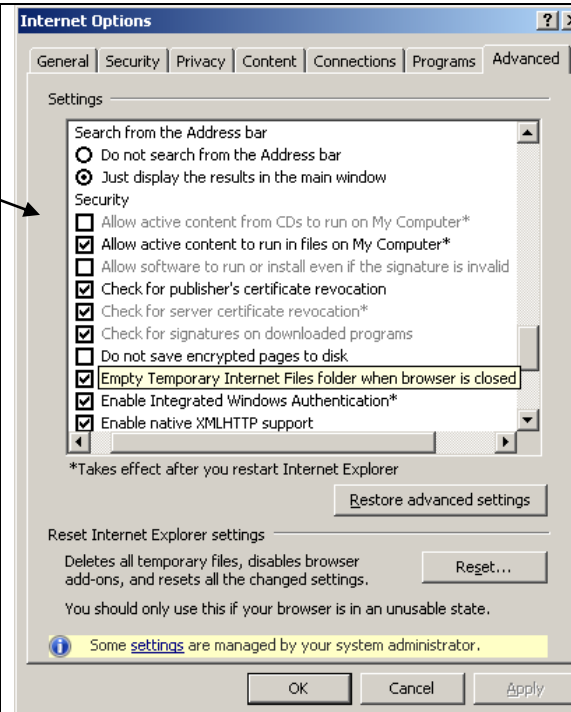 Internet Options
General Security Privacy Content Connections Programs Advanced
Settings
Search from the Address bar
Do not search from the Address bar
Just display the results in the main window
Security
Allow active content from CDs to run on My Computer*
Allow active content to run in files on My Computer*
Allow software to run or install even if the signature is invalid
Check for publisher's certificate revocation
Check for server certificate revocation*
Check for signatures on downloaded programs
Do not save encrypted pages to disk
Empty Temporary Internet Files folder when browser is closed
Enable Integrated Windows Authentication*
Enable native XMLHTTP support
*Takes effect after you restart Internet Explorer
Restore advanced settings
Reset Internet Explorer settings
Deletes all temporary files, disables browser
add-ons, and resets all the changed settings.
Reset...
You should only use this if your browser is in an unusable state.
Some settings are managed by your system administrator.
OK Cancel Apply